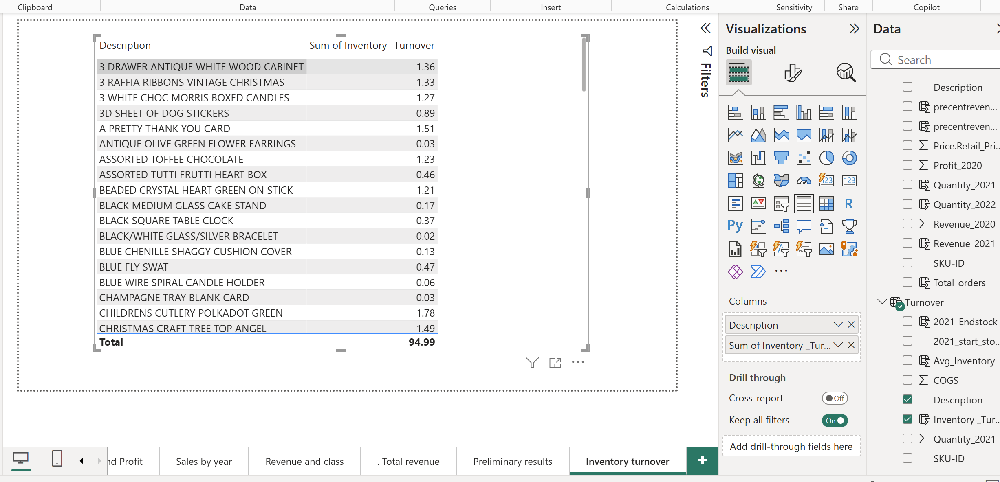 Clipboard
Data
Queries
Insert
Calculations
Sensitivity
Share
Copilot
Description Sum of Inventory _Turnover
3 DRAWER ANTIQUE WHITE WOOD CABINET 1.36
3 RAFFIA RIBBONS VINTAGE CHRISTMAS 1.33
3 WHITE CHOC MORRIS BOXED CANDLES 1.27
3D SHEET OF DOG STICKERS 0.89
A PRETTY THANK YOU CARD 1.51
ANTIQUE OLIVE GREEN FLOWER EARRINGS 0.03
ASSORTED TOFFEE CHOCOLATE 1.23
ASSORTED TUTTI FRUTTI HEART BOX 0.46
BEADED CRYSTAL HEART GREEN ON STICK 1.21
BLACK MEDIUM GLASS CAKE STAND 0.17
BLACK SQUARE TABLE CLOCK 0.37
BLACK/WHITE GLASS/SILVER BRACELET 0.02
BLUE CHENILLE SHAGGY CUSHION COVER 0.13
BLUE FLY SWAT 0.47
BLUE WIRE SPIRAL CANDLE HOLDER 0.06
CHAMPAGNE TRAY BLANK CARD 0.03
CHILDRENS CUTLERY POLKADOT GREEN 1.78
CHRISTMAS CRAFT TREE TOP ANGEL 1.49
Total 94.99
Filters
Visualizations
Build visual
123
123
R
Py
Columns
Description
Sum of Inventory _Tur...
Drill through
Cross-report
Off
Keep all filters
On
Add drill-through fields here
Data
Search
Description
precentreven...
precentreven...
Price.Retail_Pri...
Profit_2020
Quantity_2021
Quantity_2022
Revenue_2020
Revenue_2021
SKU-ID
Total_orders
Turnover
2021_Endstock
2021_start_sto...
Avg_Inventory
COGS
Description
Inventory _Tur...
Quantity_2021
SKU-ID
nd Profit
Sales by year
Revenue and class
. Total revenue
Preliminary results
Inventory turnover